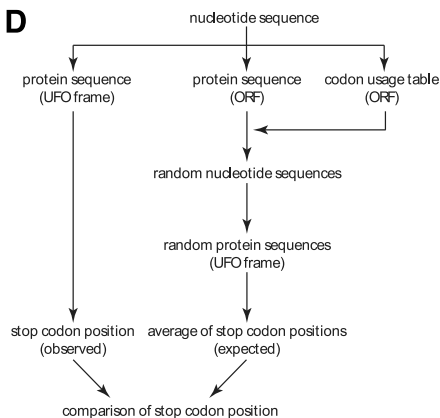 D
nucleotide sequence
protein sequence
(UFO frame)
protein sequence
(ORF)
codon usage table
(ORF)
random nucleotide sequences
random protein sequences
(UFO frame)
stop codon position
(observed)
average of stop codon positions
(expected)
comparison of stop codon position